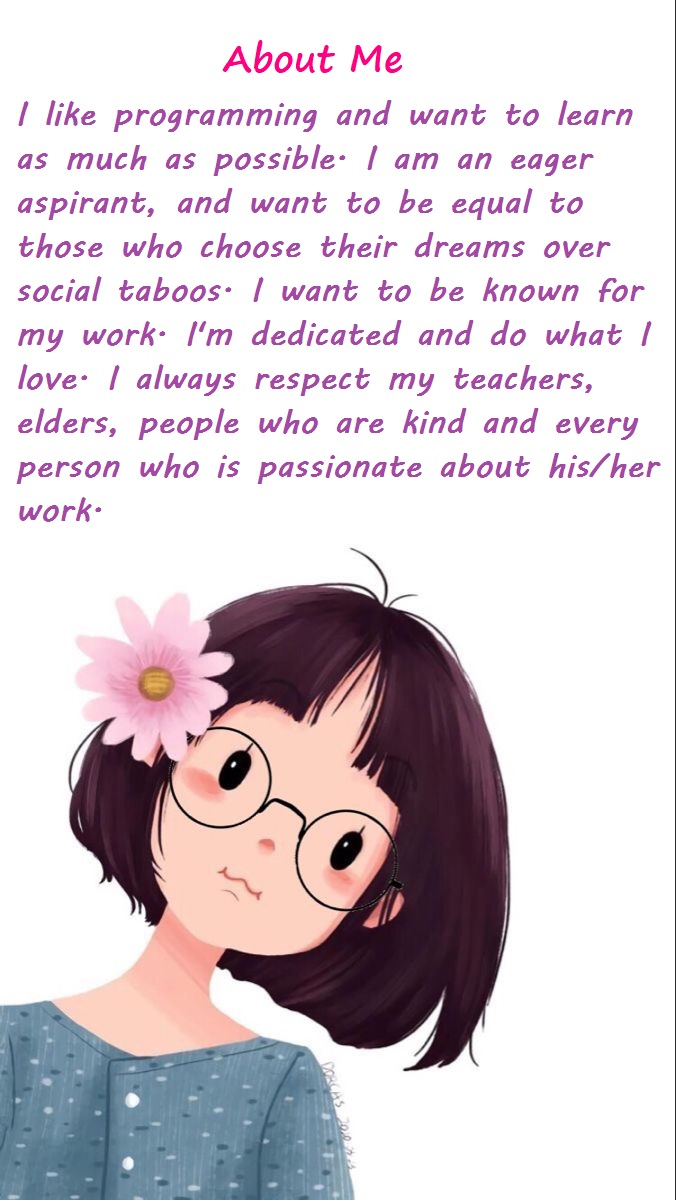 About Me
I like programming and want to learn
as much as possible. I am an eager
aspirant, and want to be equal to
those who choose their dreams over
social taboos. I want to be known for
my work. I'm dedicated and do what I
love. I always respect my teachers,
elders, people who are kind and every
person who is passionate about his/her
work.